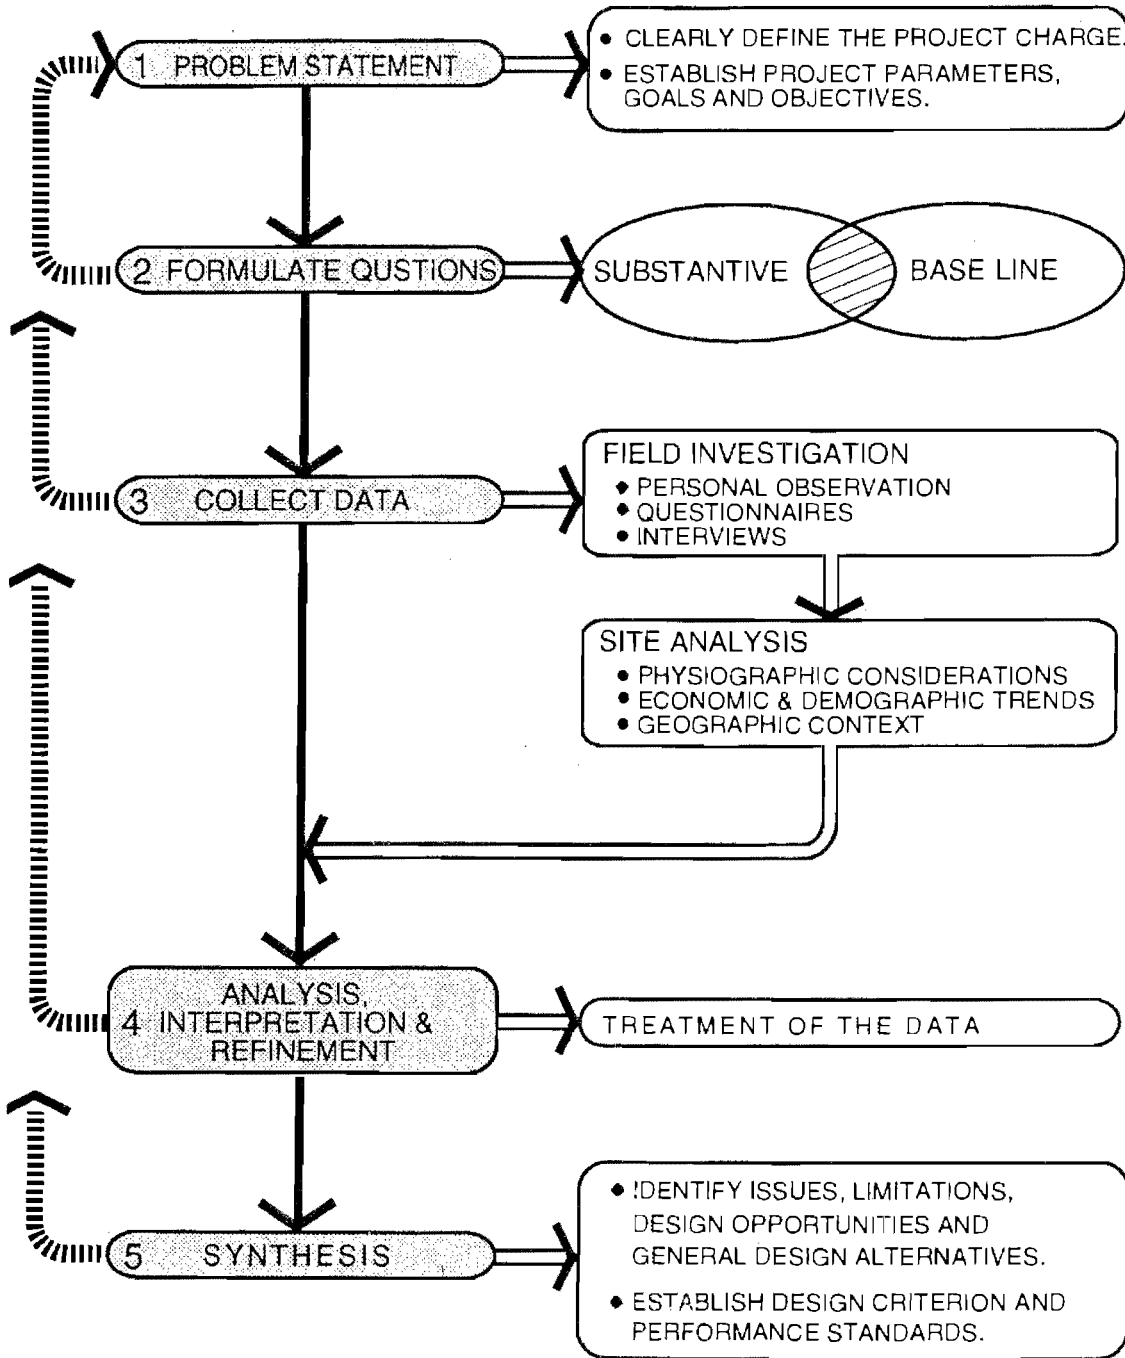 1 PROBLEM STATEMENT
• CLEARLY DEFINE THE PROJECT CHARGE.
• ESTABLISH PROJECT PARAMETERS,
GOALS AND OBJECTIVES.
2 FORMULATE QUSTIONS
SUBSTANTIVE
BASE LINE
3 COLLECT DATA
FIELD INVESTIGATION
• PERSONAL OBSERVATION
• QUESTIONNAIRES
• INTERVIEWS
SITE ANALYSIS
• PHYSIOGRAPHIC CONSIDERATIONS
• ECONOMIC & DEMOGRAPHIC TRENDS
• GEOGRAPHIC CONTEXT
ANALYSIS,
4 INTERPRETATION &
REFINEMENT
TREATMENT OF THE DATA
5 SYNTHESIS
• IDENTIFY ISSUES, LIMITATIONS,
DESIGN OPPORTUNITIES AND
GENERAL DESIGN ALTERNATIVES.
• ESTABLISH DESIGN CRITERION AND
PERFORMANCE STANDARDS.